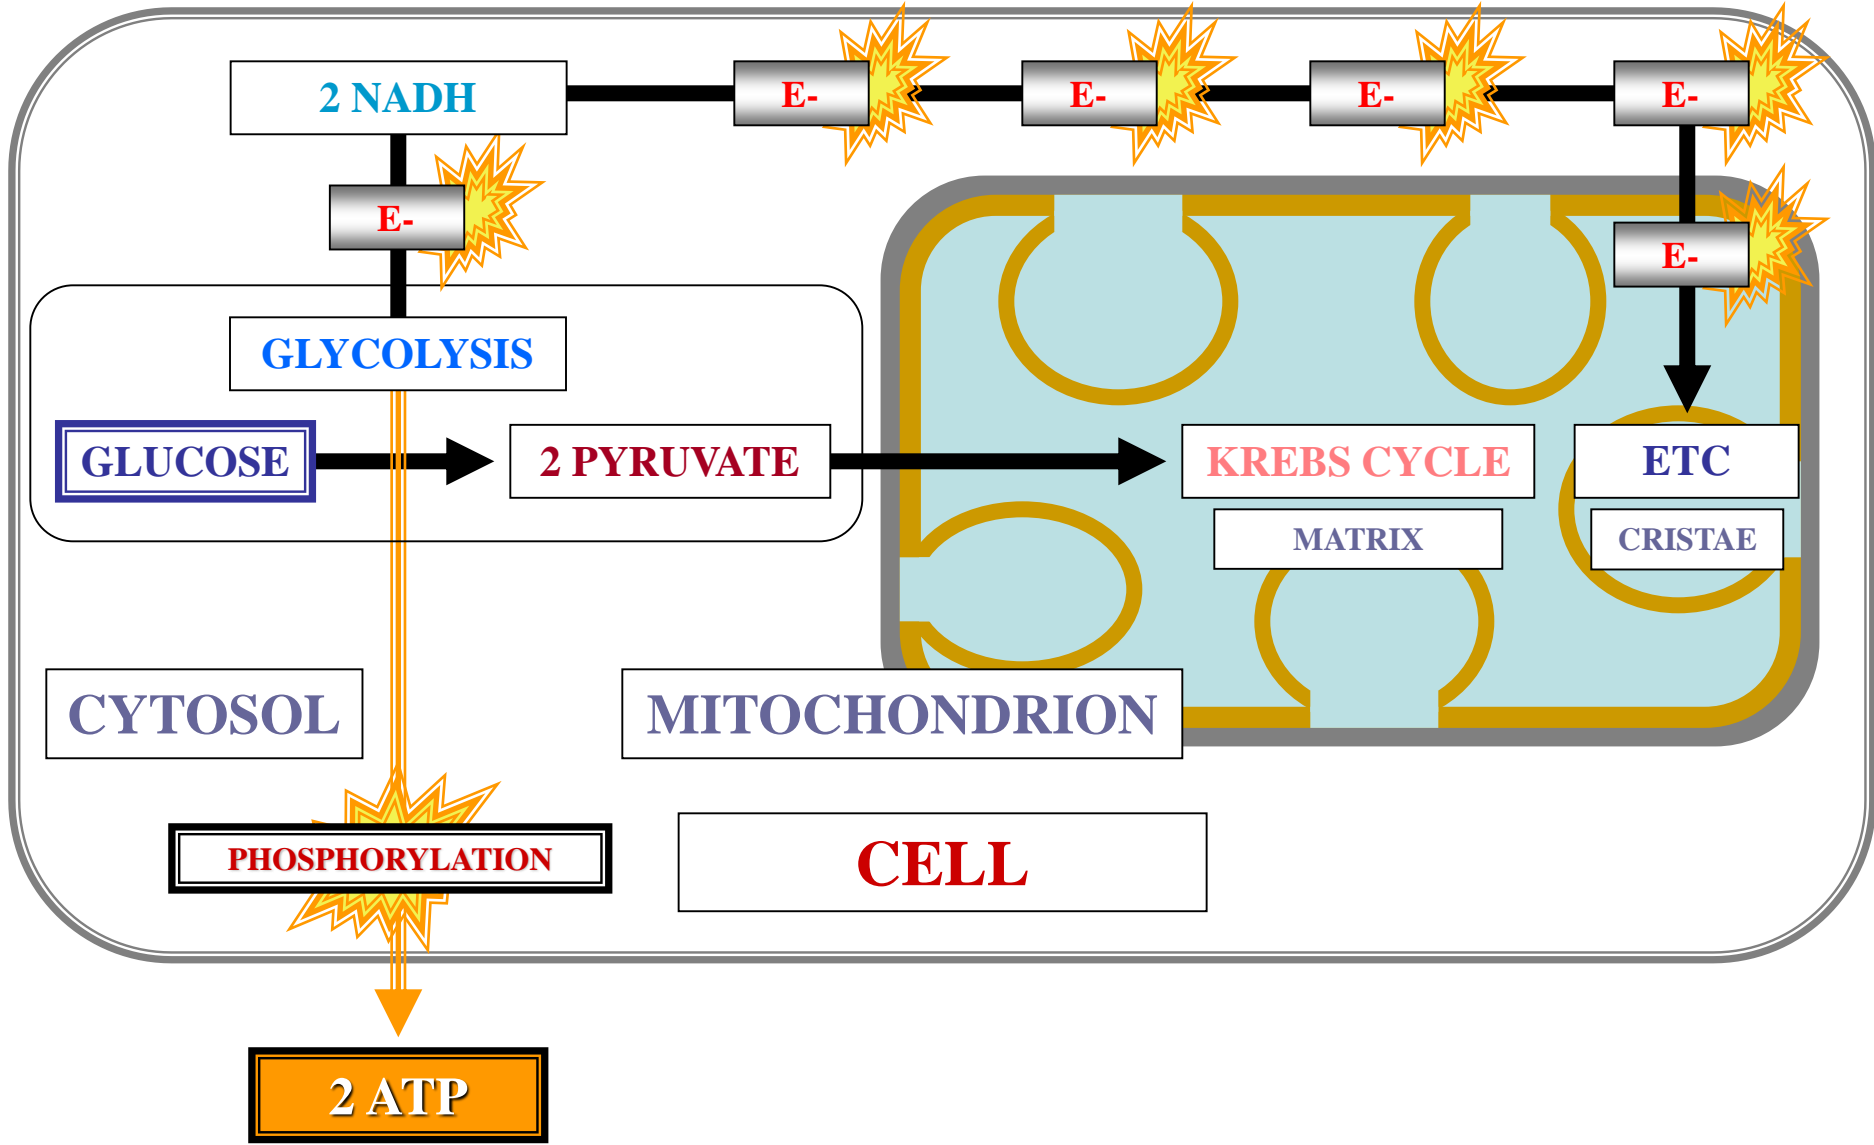 2 NADH
E-
E-
E-
E-
E-
E-
GLYCOLYSIS
GLUCOSE
2 PYRUVATE
KREBS CYCLE
ETC
MATRIX
CRISTAE
CYTOSOL
MITOCHONDRION
PHOSPHORYLATION
CELL
2 ATP